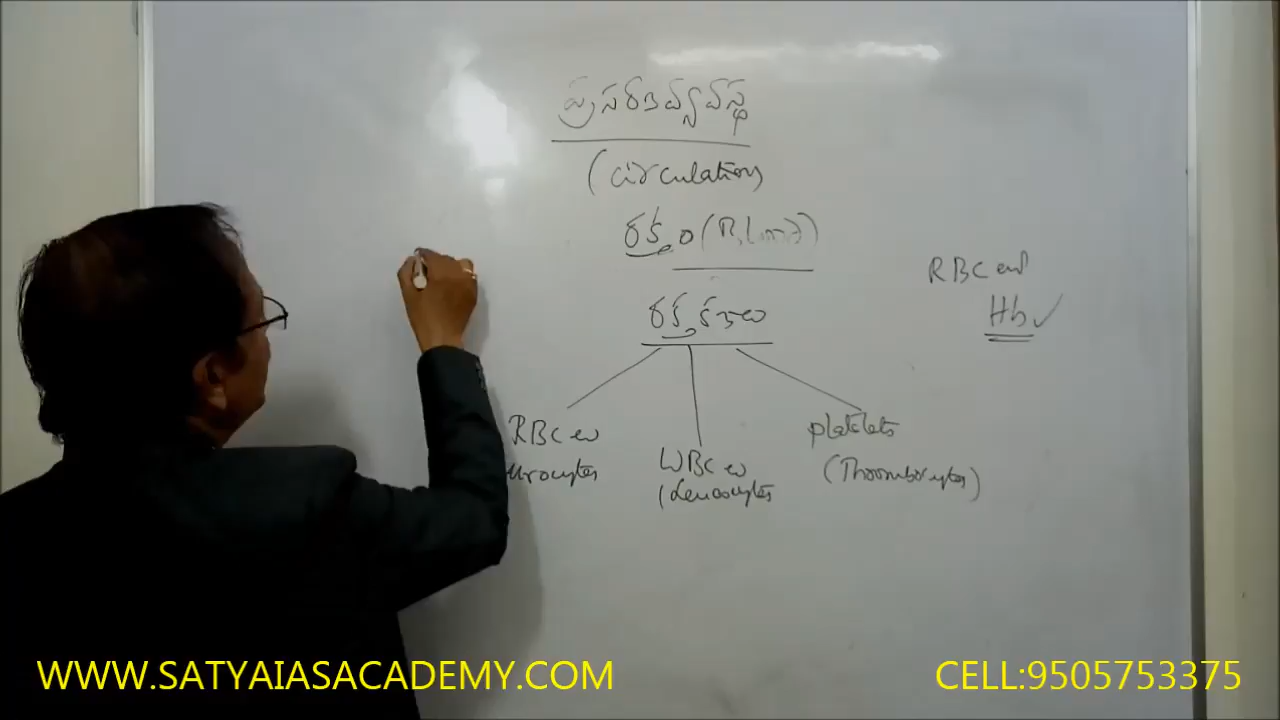 ప్రసరణవ్యవస్థ
(Circulation)
రక్తం (Blood)
రక్తకణాలు
RBC ల
WBC ల
(Leucocytes
platelets
(Thrombocytes)
RBC
Hb✓
WWW.SATYAIASACADEMY.COM
CELL:9505753375